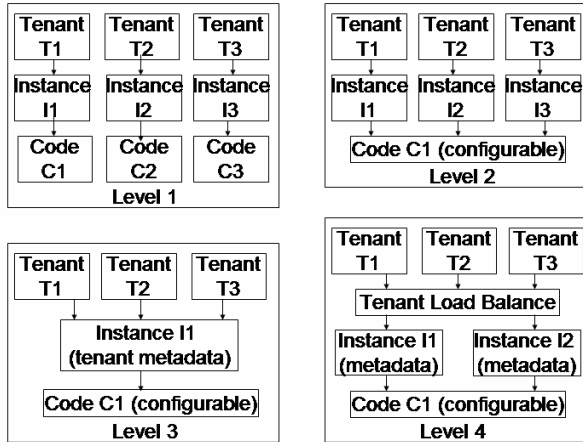 Tenant T1
Tenant T2
Tenant T3
Instance I1
Instance I2
Instance I3
Code C1
Code C2
Code C3
Level 1
Tenant T1
Tenant T2
Tenant T3
Instance I1
Instance I2
Instance I3
Code C1 (configurable)
Level 2
Tenant T1
Tenant T2
Tenant T3
Instance I1
(tenant metadata)
Code C1 (configurable)
Level 3
Tenant T1
Tenant T2
Tenant T3
Tenant Load Balance
Instance I1
(metadata)
Instance I2
(metadata)
Code C1 (configurable)
Level 4